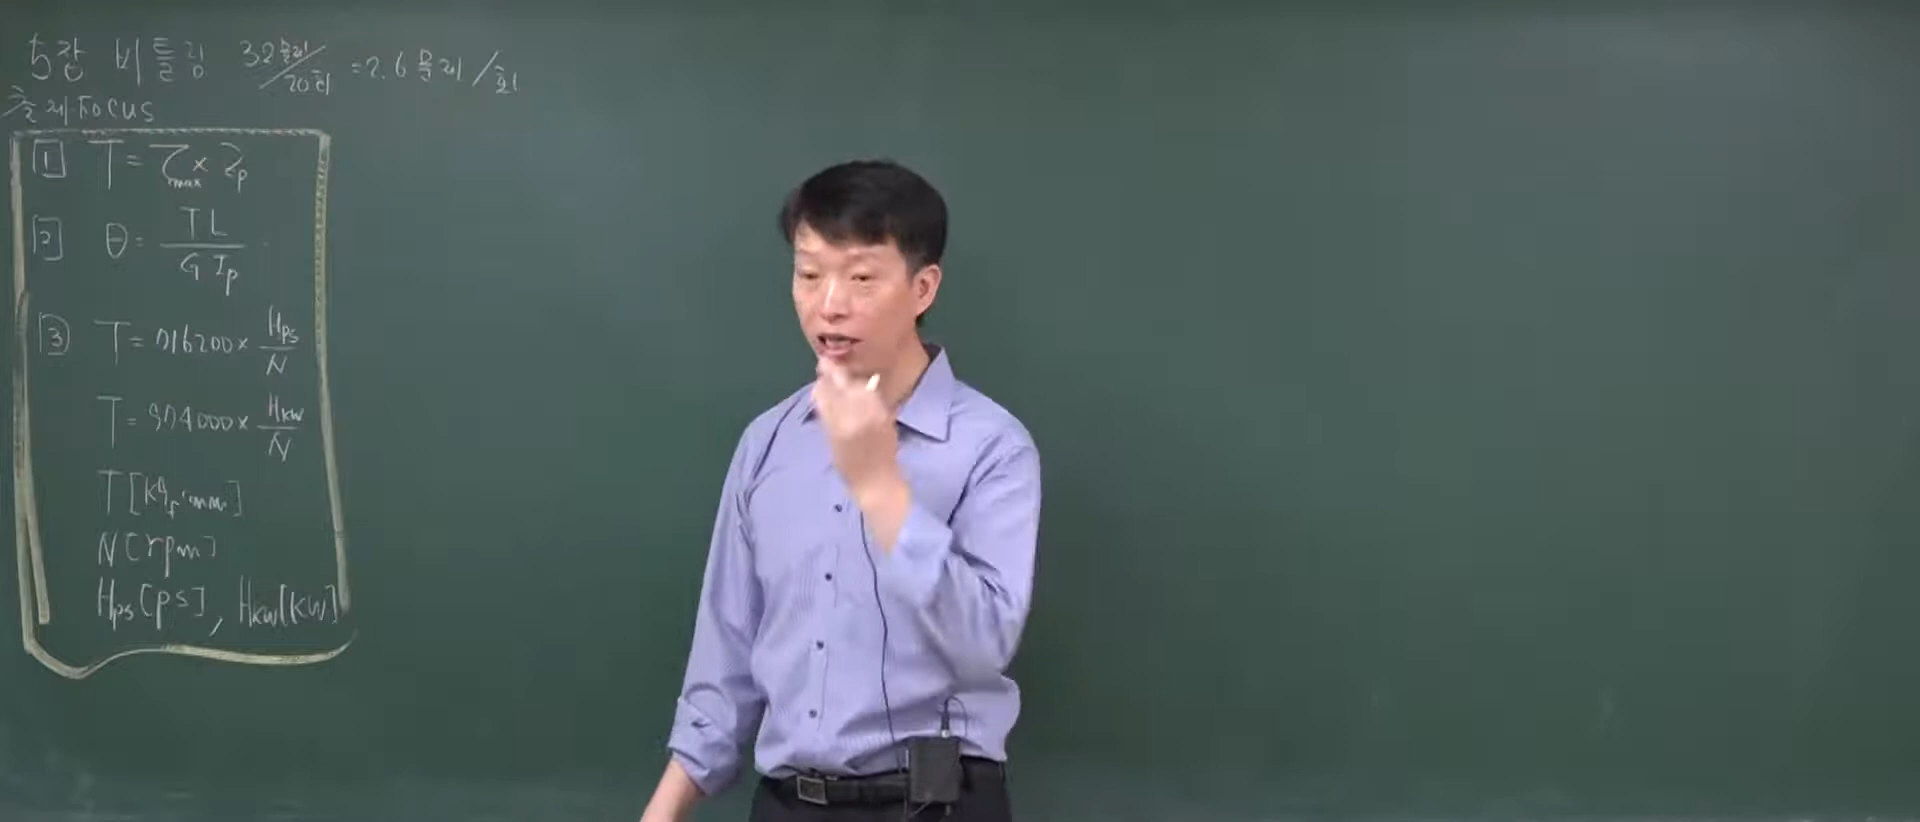 5장 비틀림 32문제/20회 = 2.6문제/회
출제 FOCUS
1 T = τmax × Zp
2 θ = TL / G Ip
3 T = 716200 × Hps / N
T = 974000 × Hkw / N
T [kgf·mm]
N [rpm]
Hps [ps], Hkw [kw]